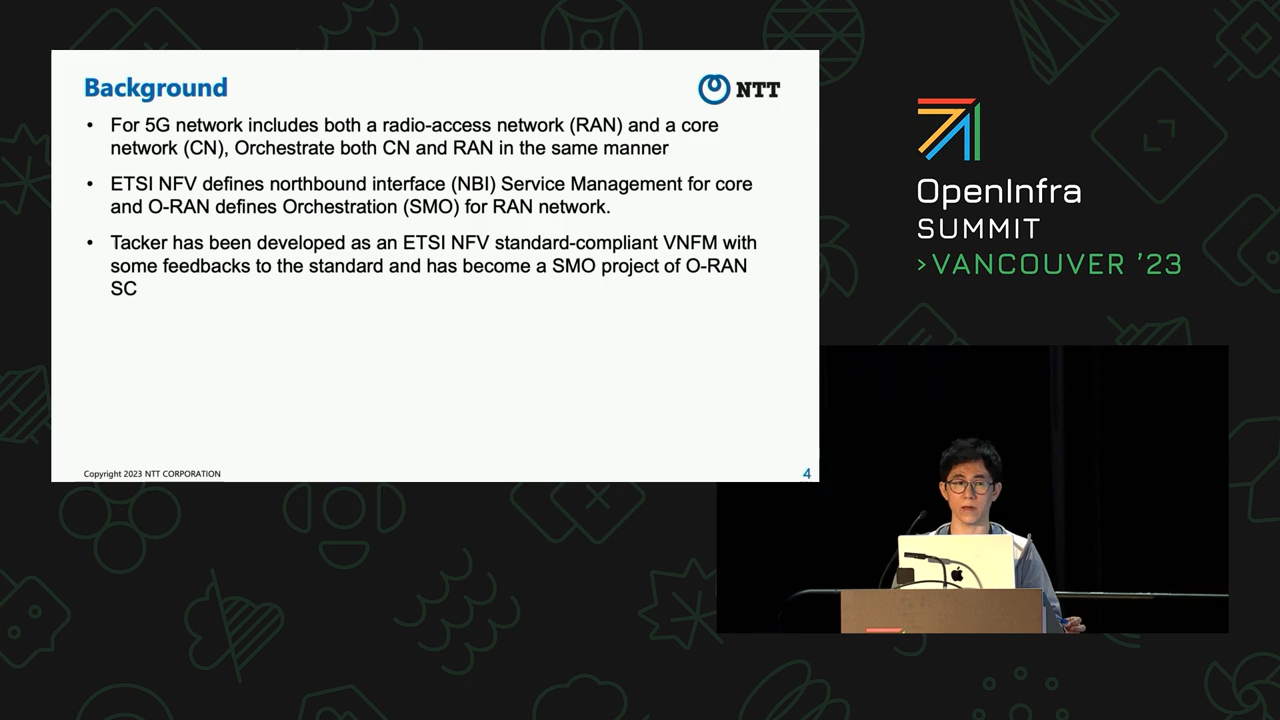 Background
NTT
• For 5G network includes both a radio-access network (RAN) and a core
network (CN), Orchestrate both CN and RAN in the same manner
• ETSI NFV defines northbound interface (NBI) Service Management for core
and O-RAN defines Orchestration (SMO) for RAN network.
• Tacker has been developed as an ETSI NFV standard-compliant VNFM with
some feedbacks to the standard and has become a SMO project of O-RAN
SC
Copyright 2023 NTT CORPORATION
4
OpenInfra
SUMMIT
>VANCOUVER ’23